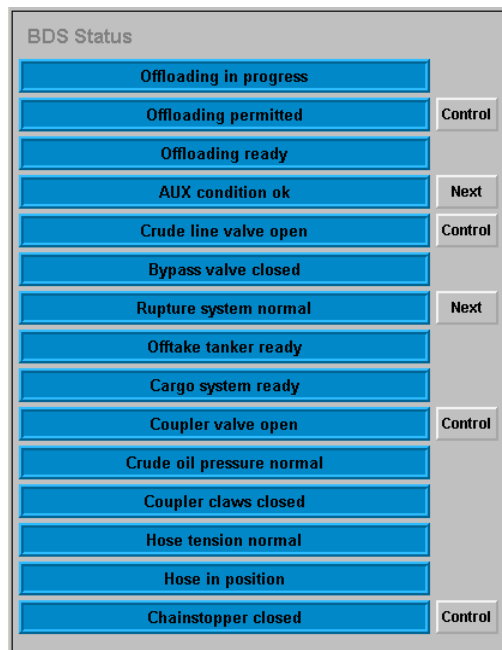 BDS Status
Offloading in progress
Offloading permitted Control
Offloading ready
AUX condition ok Next
Crude line valve open Control
Bypass valve closed
Rupture system normal Next
Offtake tanker ready
Cargo system ready
Coupler valve open Control
Crude oil pressure normal
Coupler claws closed
Hose tension normal
Hose in position
Chainstopper closed Control